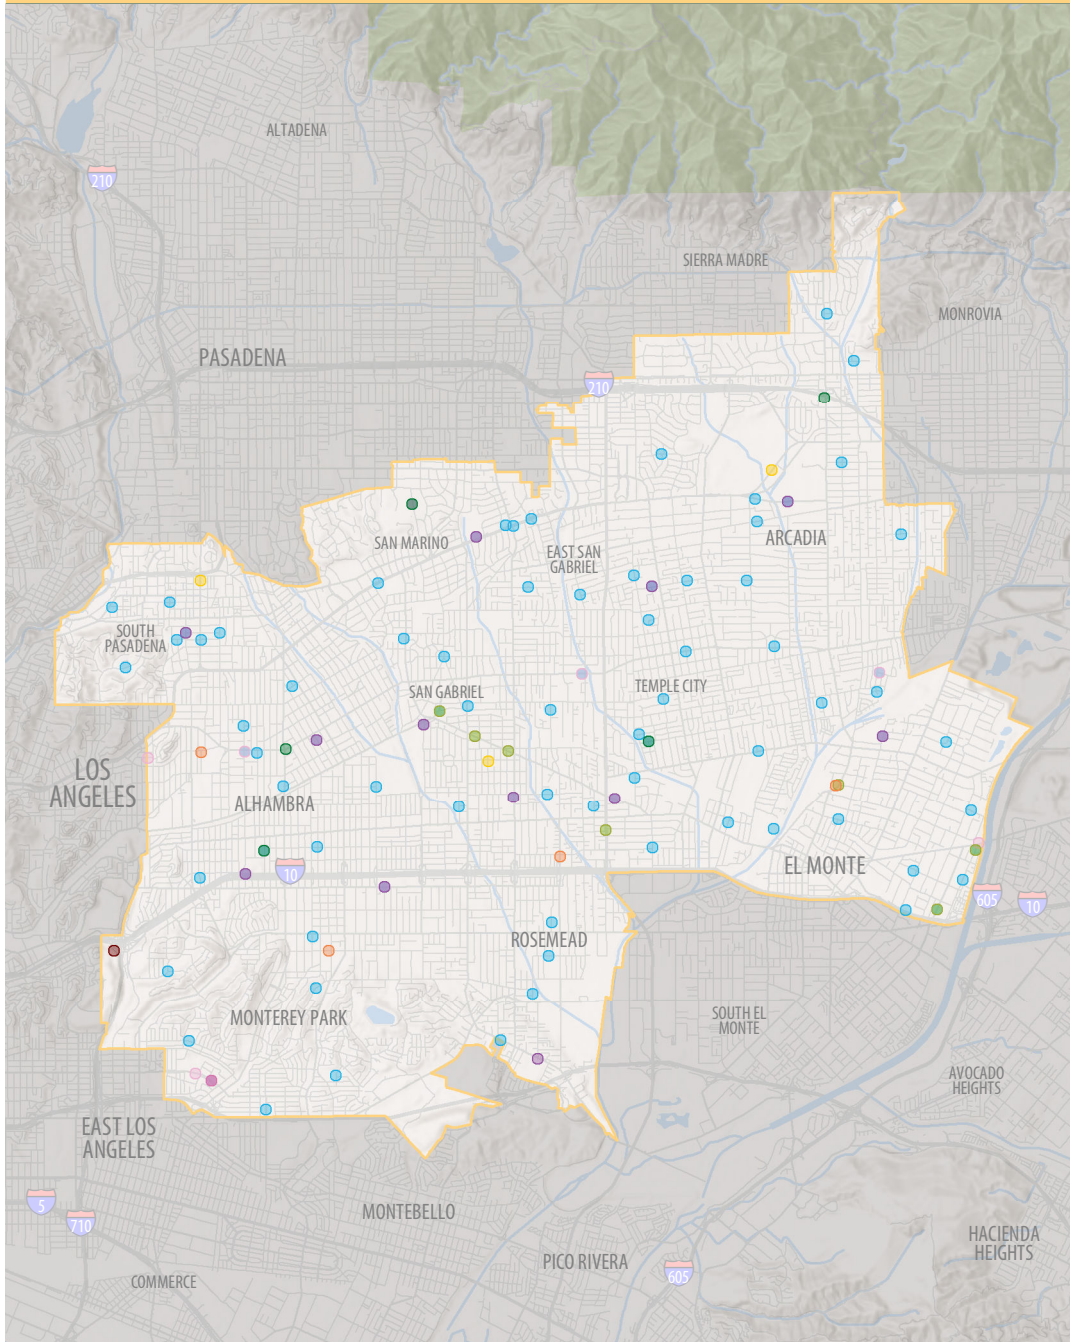 ALTADENA
210
SIERRA MADRE
MONROVIA
PASADENA
210
SAN MARINO
EAST SAN
GABRIEL
ARCADIA
SOUTH
PASADENA
SAN GABRIEL
TEMPLE CITY
LOS
ANGELES
ALHAMBRA
10
EL MONTE
605
10
ROSEMEAD
MONTEREY PARK
SOUTH EL
MONTE
AVOCADO
HEIGHTS
EAST LOS
ANGELES
5
710
MONTEBELLO
PICO RIVERA
605
HACIENDA
HEIGHTS
COMMERCE